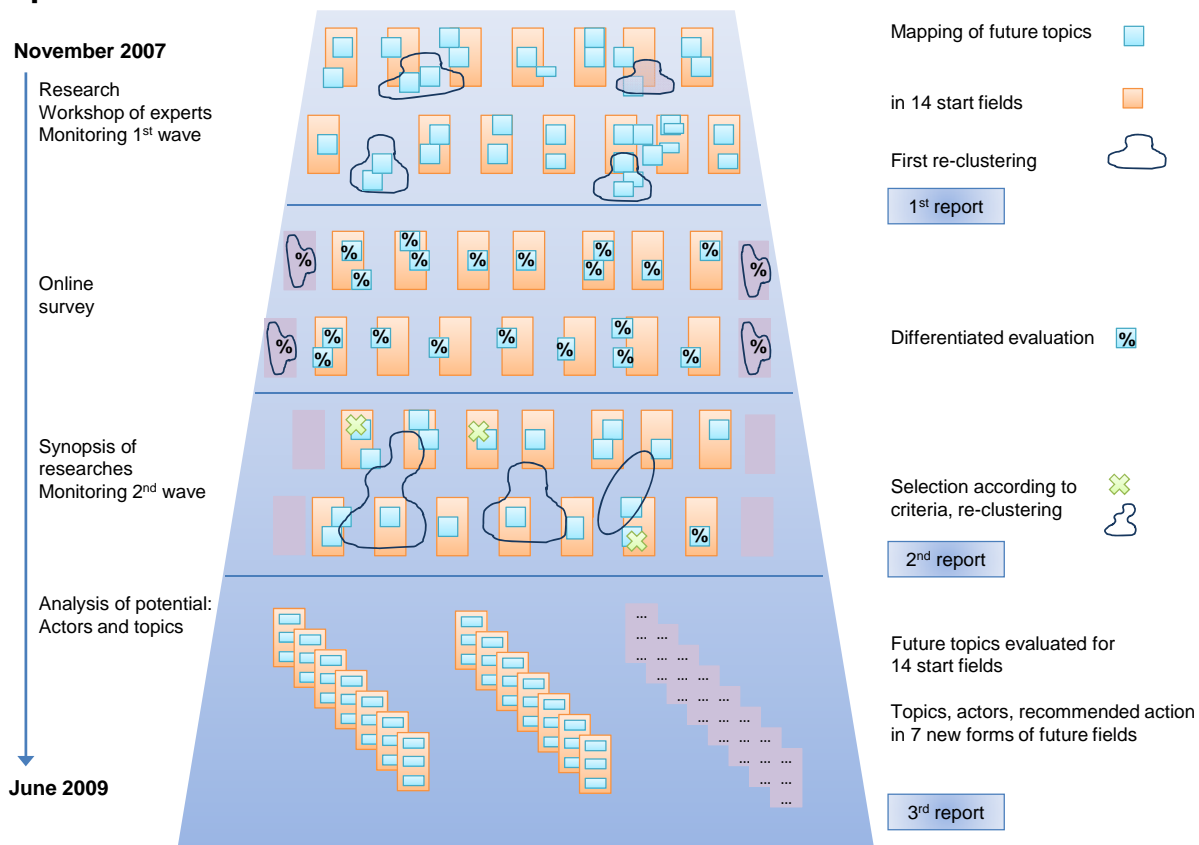 November 2007
Research
Workshop of experts
Monitoring 1st wave
Online
survey
Synopsis of
researches
Monitoring 2nd wave
Analysis of potential:
Actors and topics
June 2009
% % % % % % % % % % % %
% % % % % % % % % % % %
%
...
... ...
... ... ...
... ... ...
... ... ...
... ... ...
... ... ...
... ...
...
Mapping of future topics
in 14 start fields
First re-clustering
1st report
Differentiated evaluation
%
Selection according to
criteria, re-clustering
2nd report
Future topics evaluated for
14 start fields
Topics, actors, recommended action
in 7 new forms of future fields
3rd report